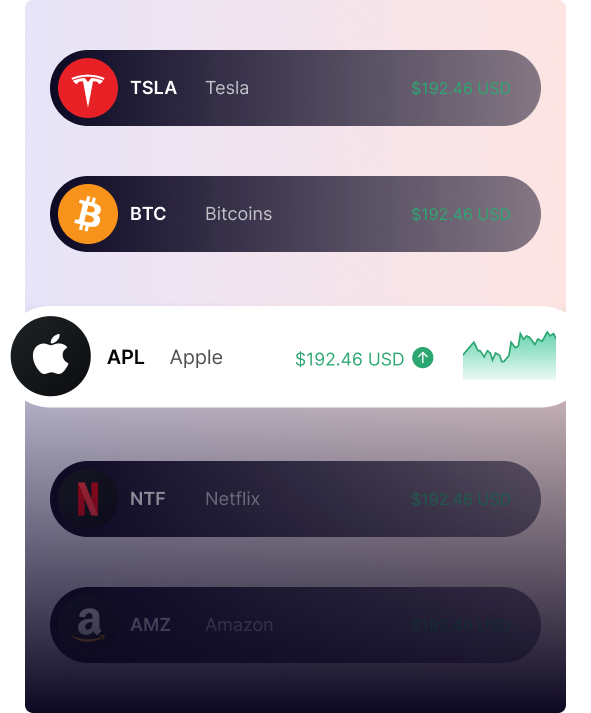 TSLA Tesla $192.46 USD
BTC Bitcoins $192.46 USD
APL Apple $192.46 USD
NTF Netflix $192.46 USD
AMZ Amazon $192.46 USD